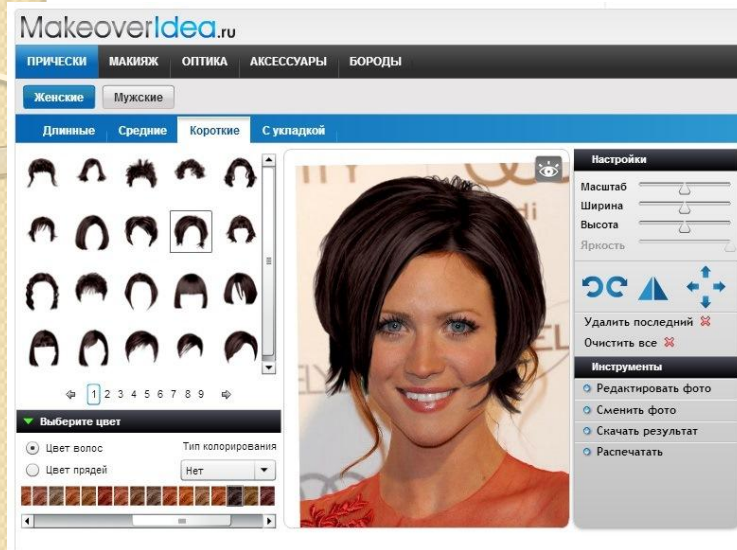 MakeoverIdea.ru
ПРИЧЕСКИ МАКИЯЖ ОПТИКА АКСЕССУАРЫ БОРОДЫ
Женские Мужские
Длинные Средние Короткие С укладкой
Настройки
Масштаб
Ширина
Высота
Яркость
Удалить последний
Очистить все
Инструменты
Редактировать фото
Сменить фото
Скачать результат
Распечатать
1 2 3 4 5 6 7 8 9
Выберите цвет
Цвет волос Тип колорирования
Цвет прядей Нет